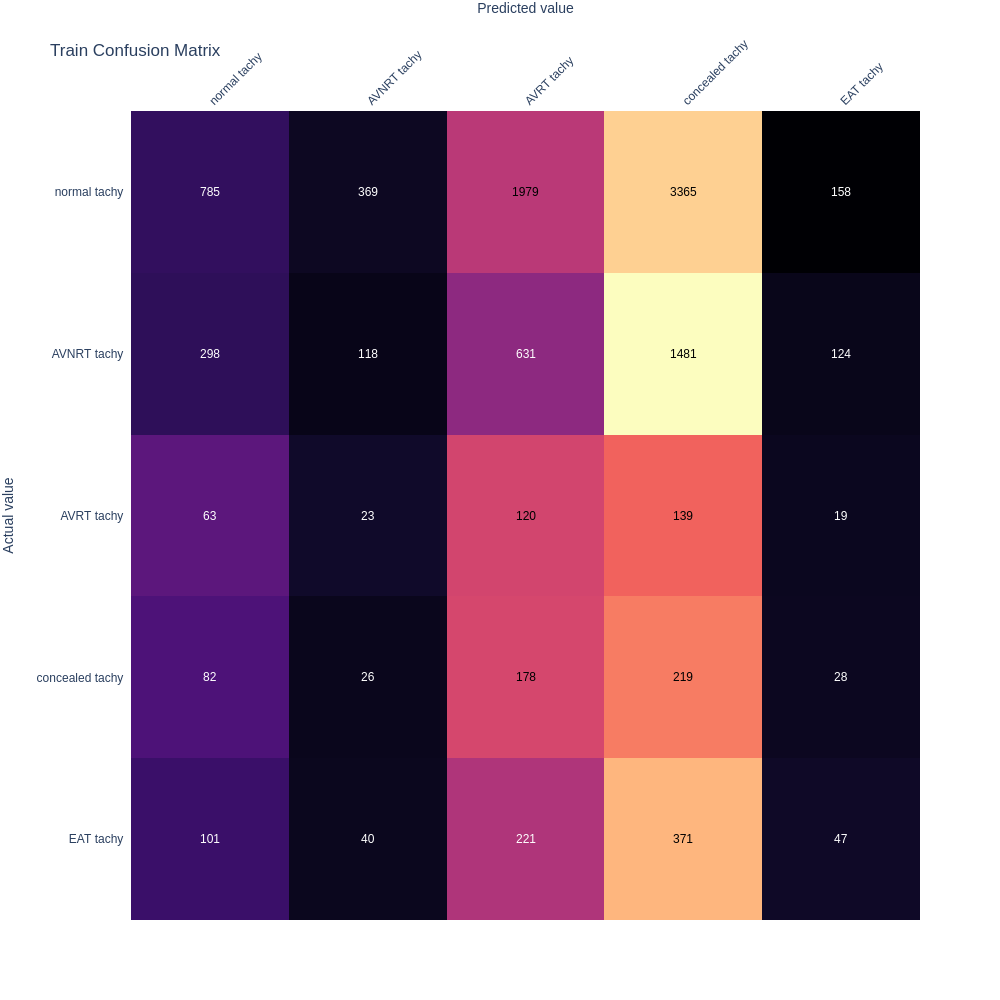 Predicted value
Train Confusion Matrix
normal tachy AVNRT tachy AVRT tachy concealed tachy EAT tachy
normal tachy 785 369 1979 3365 158
AVNRT tachy 298 118 631 1481 124
Actual value
AVRT tachy 63 23 120 139 19
concealed tachy 82 26 178 219 28
EAT tachy 101 40 221 371 47